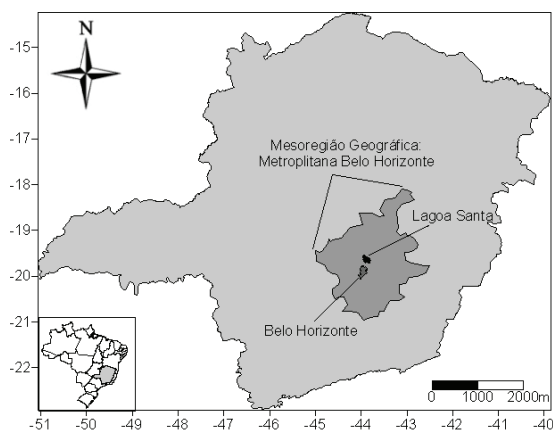 N
-14
-15
-16
-17
-18
-19
-20
-21
-22
Mesoregião Geográfica:
Metroplitana Belo Horizonte
Lagoa Santa
Belo Horizonte
0 1000 2000m
-51 -50 -49 -48 -47 -46 -45 -44 -43 -42 -41 -40